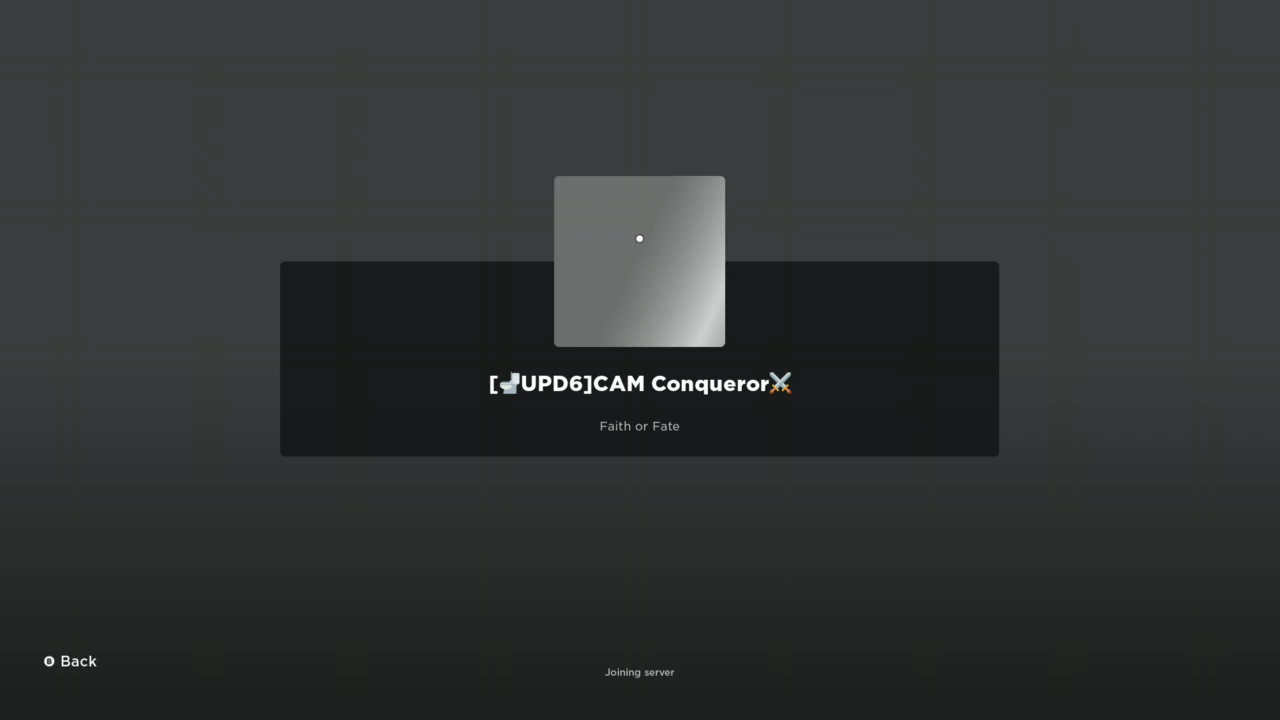 [🚽UPD6]CAM Conqueror⚔️
Faith or Fate
B Back
Joining server